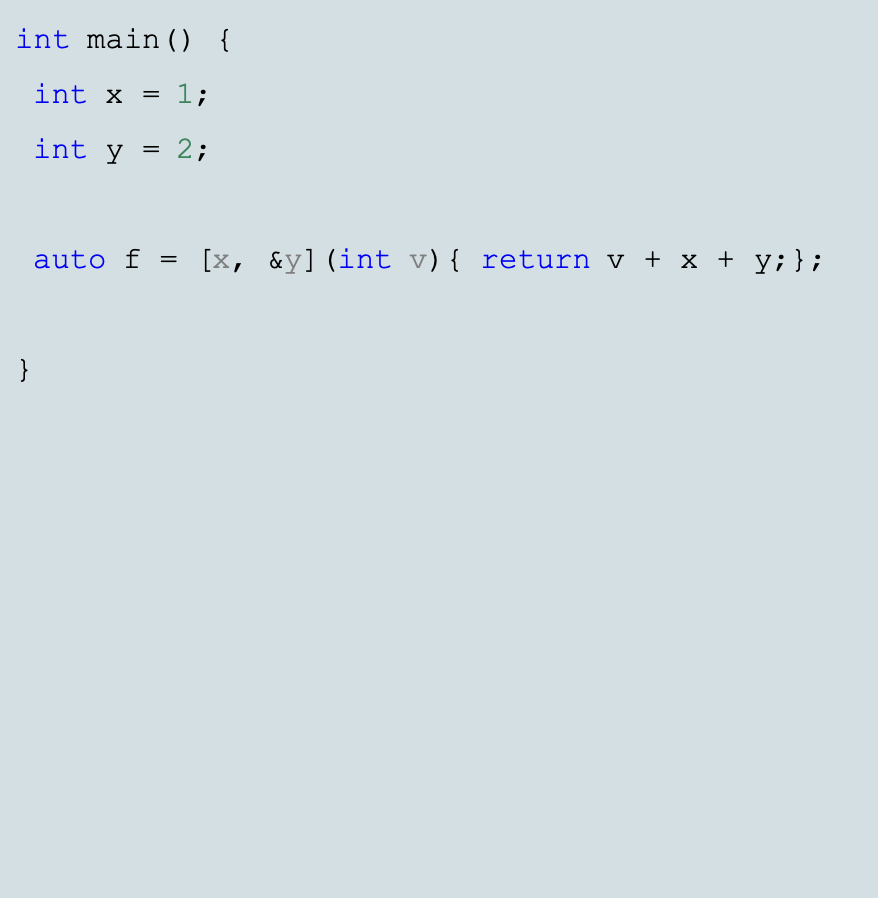 int main() {
int x = 1;
int y = 2;
auto f = [x, &y](int v){ return v + x + y;};
}